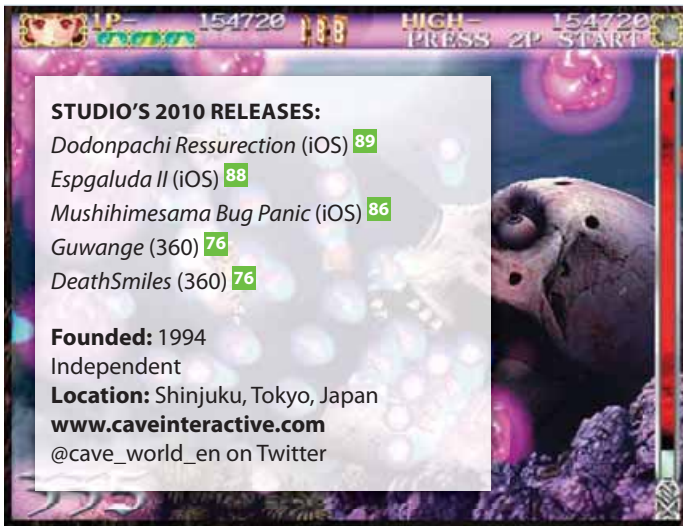 1P- 154720 HIGH- 154720
PRESS 2P START
STUDIO'S 2010 RELEASES:
Dodonpachi Ressurection (iOS) 89
Espgaluda II (iOS) 88
Mushihimesama Bug Panic (iOS) 86
Guwange (360) 76
DeathSmiles (360) 76
Founded: 1994
Independent
Location: Shinjuku, Tokyo, Japan
www.caveinteractive.com
@cave_world_en on Twitter